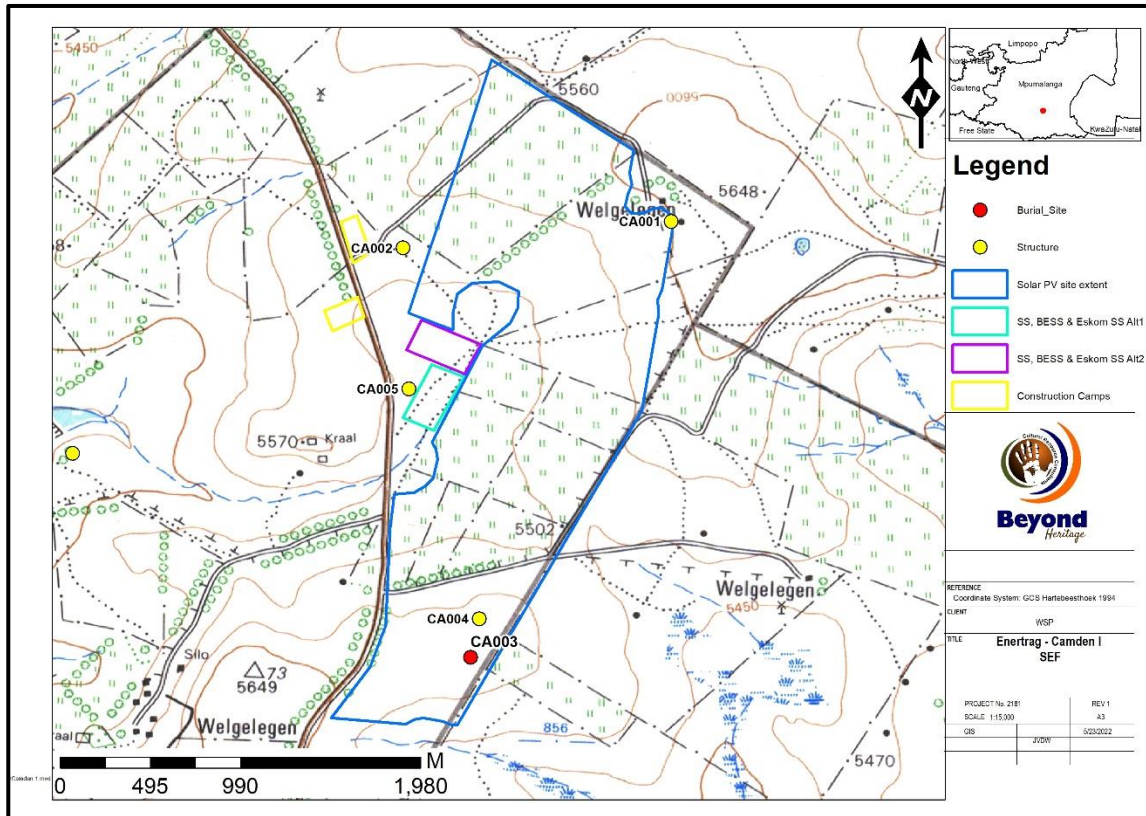 5450
5560
0099
5648
Welgelegen
CA001
CA002
CA005
5570
Kraal
5502
Welgelegen
5450
CA004
CA003
Silo
73
5649
Welgelegen
856
5470
M
0 495 990 1,980
N
Limpopo
North West
Gauteng
Mpumalanga
Free State
KwaZulu-Natal
Legend
Burial_Site
Structure
Solar PV site extent
SS, BESS & Eskom SS Alt1
SS, BESS & Eskom SS Alt2
Construction Camps
Beyond
Heritage
REFERENCE
Coordinate System: GCS Hartebeesthoek 1994
CLIENT
WSP
TITLE
Enertrag - Camden I
SEF
PROJECT No. 2181 REV 1
SCALE 1:15,000 A3
GIS JVDW 5/23/2022